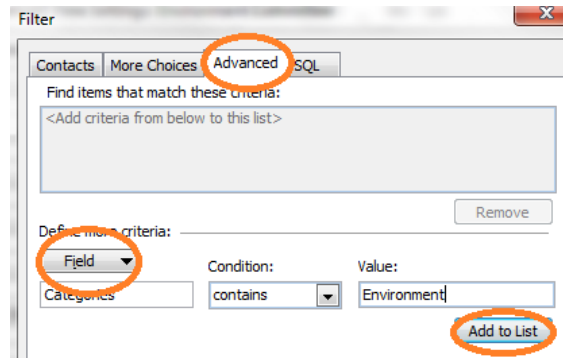 Filter
Contacts More Choices Advanced SQL
Find items that match these criteria:
<Add criteria from below to this list>
Remove
Define more criteria:
Field
Condition: Value:
Categories contains Environment
Add to List